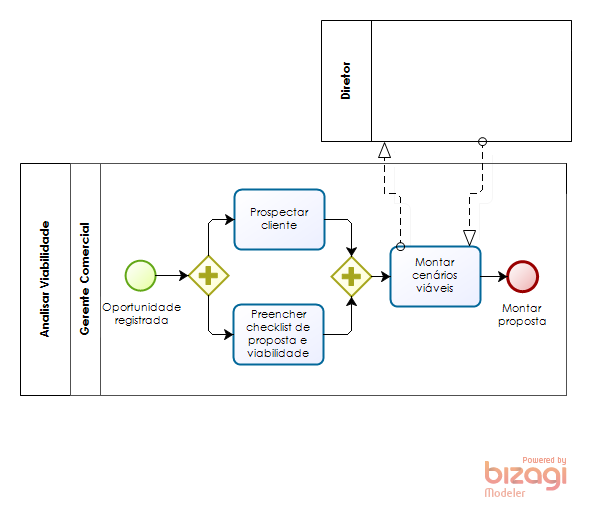 Diretor
Analisar Viabilidade
Gerente Comercial
Oportunidade
registrada
Prospectar
cliente
Preencher
checklist de
proposta e
viabilidade
Montar
cenários
viáveis
Montar
proposta
Powered by
bizagi
Modeler